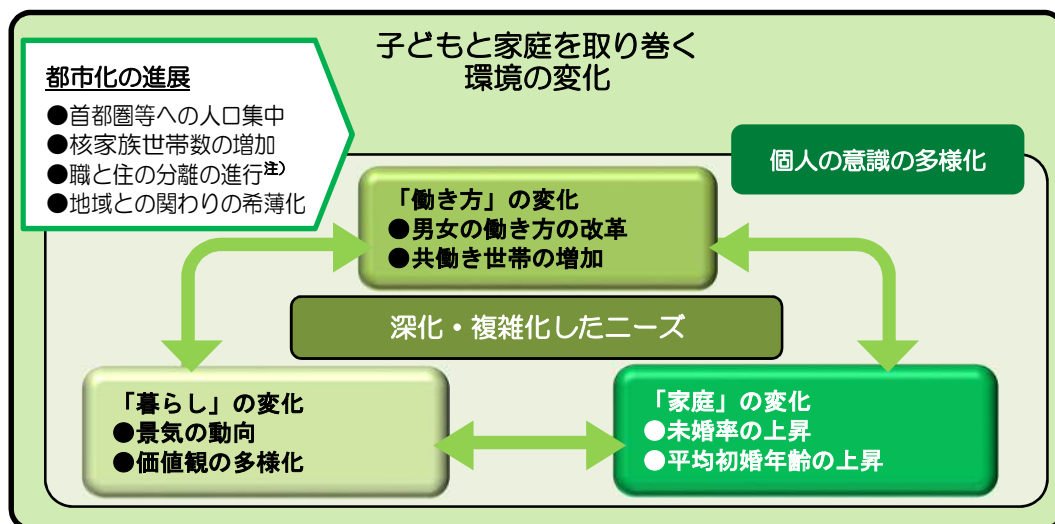 子どもと家庭を取り巻く
環境の変化
都市化の進展
●首都圏等への人口集中
●核家族世帯数の増加
●職と住の分離の進行注)
●地域との関わりの希薄化
個人の意識の多様化
「働き方」の変化
●男女の働き方の改革
●共働き世帯の増加
深化・複雑化したニーズ
「暮らし」の変化
●景気の動向
●価値観の多様化
「家庭」の変化
●未婚率の上昇
●平均初婚年齢の上昇